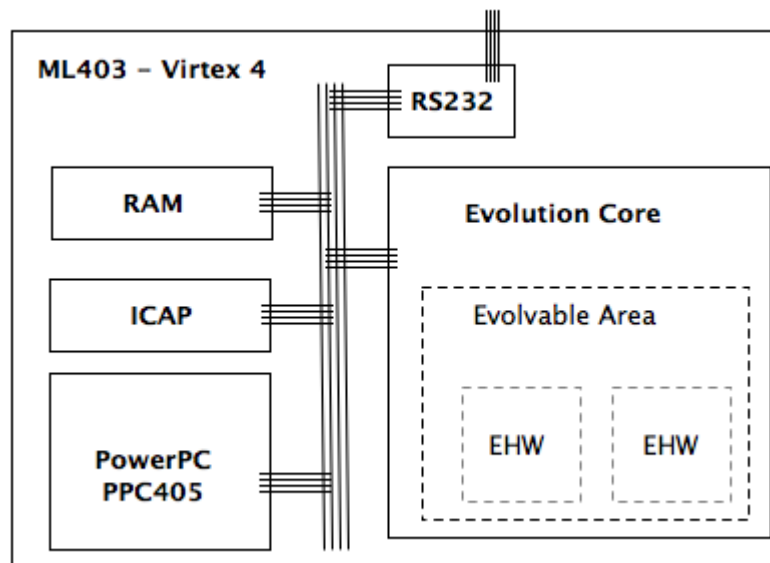 ML403 – Virtex 4
RS232
RAM
Evolution Core
ICAP
Evolvable Area
PowerPC
PPC405
EHW
EHW